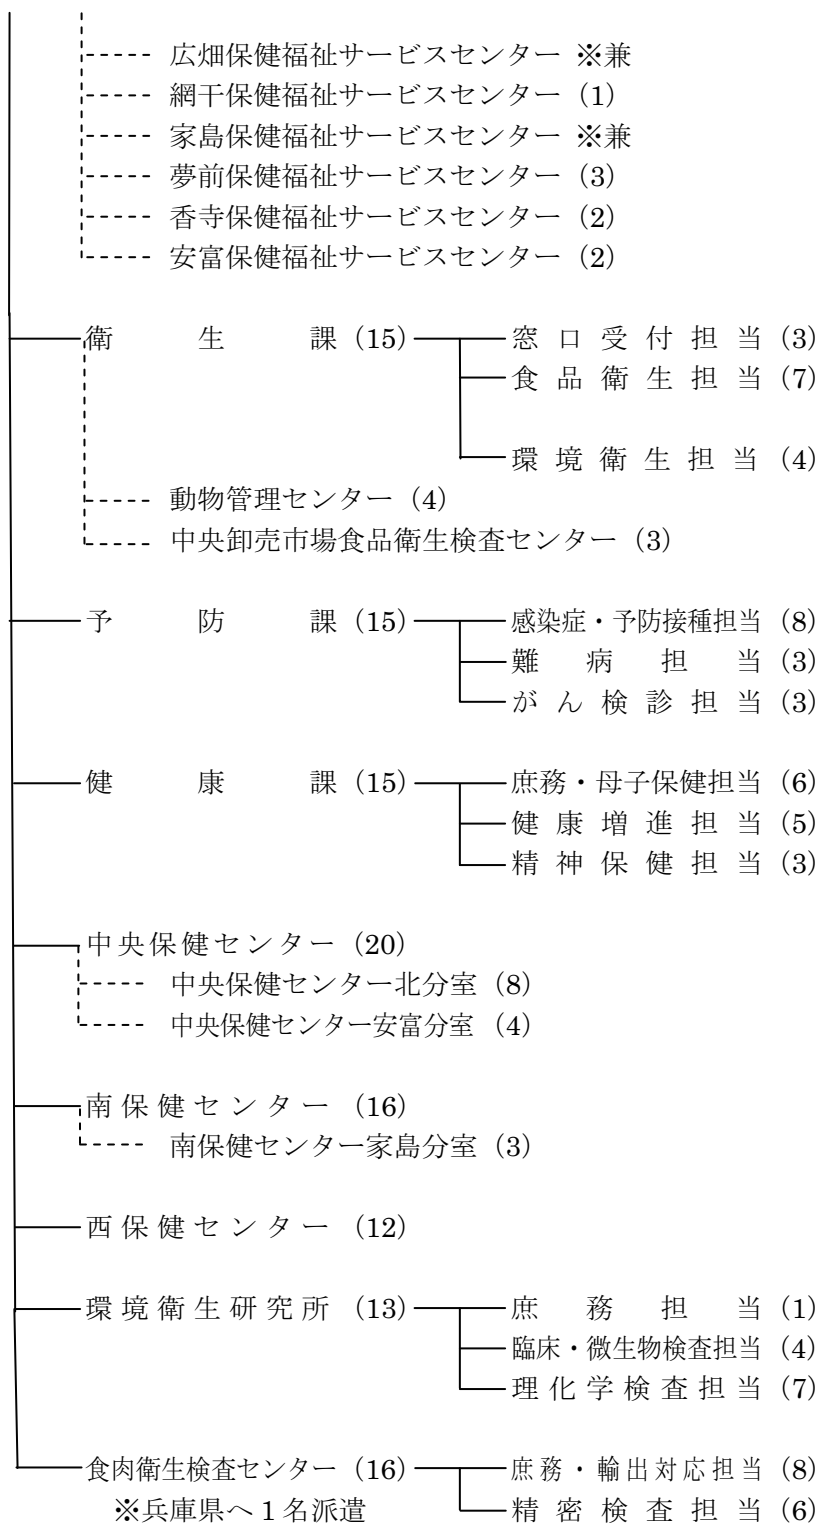 広畑保健福祉サービスセンター ※兼
網干保健福祉サービスセンター（1）
家島保健福祉サービスセンター ※兼
夢前保健福祉サービスセンター（3）
香寺保健福祉サービスセンター（2）
安富保健福祉サービスセンター（2）
衛生課（15） 窓口受付担当（3）
食品衛生担当（7）
環境衛生担当（4）
動物管理センター（4）
中央卸売市場食品衛生検査センター（3）
予防課（15） 感染症・予防接種担当（8）
難病担当（3）
がん検診担当（3）
健康課（15） 庶務・母子保健担当（6）
健康増進担当（5）
精神保健担当（3）
中央保健センター（20）
中央保健センター北分室（8）
中央保健センター安富分室（4）
南保健センター（16）
南保健センター家島分室（3）
西保健センター（12）
環境衛生研究所（13） 庶務担当（1）
臨床・微生物検査担当（4）
理化学検査担当（7）
食肉衛生検査センター（16） 庶務・輸出対応担当（8）
※兵庫県へ1名派遣 精密検査担当（6）